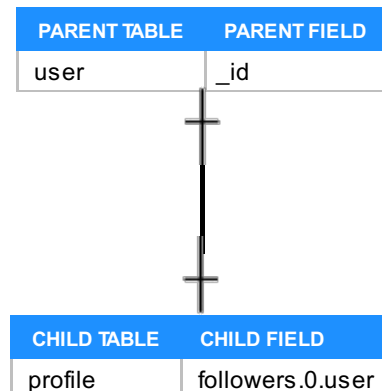 PARENT TABLE PARENT FIELD
user _id
CHILD TABLE CHILD FIELD
profile followers.0.user